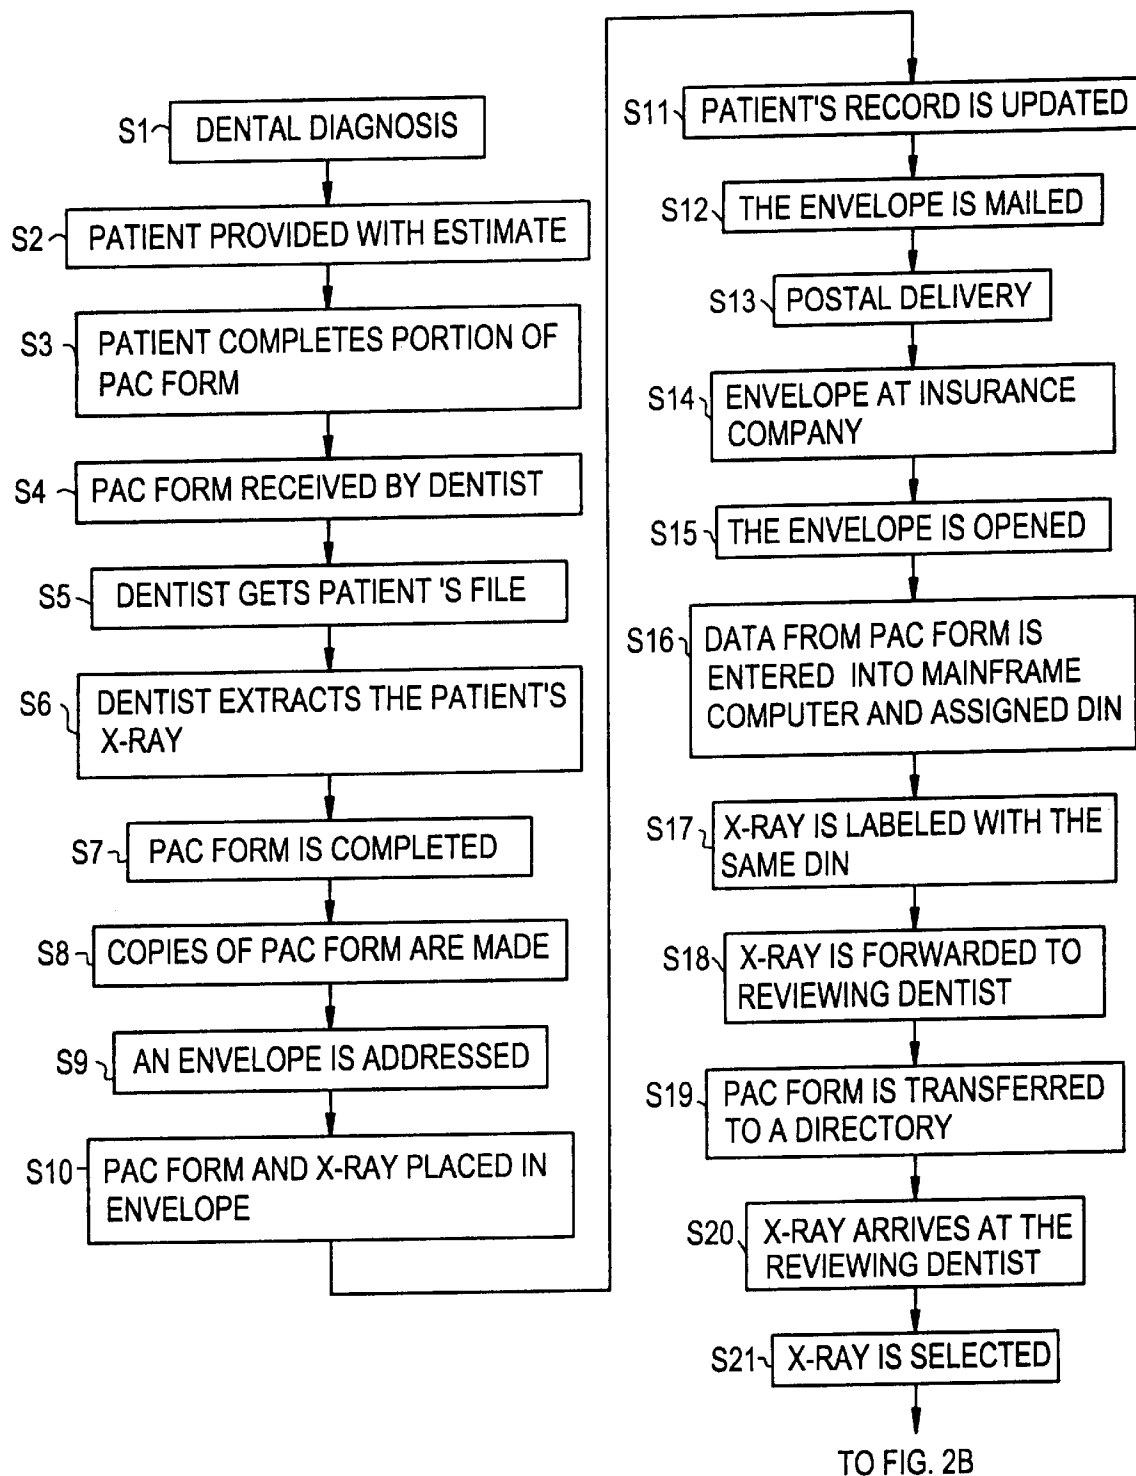 S1 DENTAL DIAGNOSIS
S2 PATIENT PROVIDED WITH ESTIMATE
S3 PATIENT COMPLETES PORTION OF
PAC FORM
S4 PAC FORM RECEIVED BY DENTIST
S5 DENTIST GETS PATIENT 'S FILE
S6 DENTIST EXTRACTS THE PATIENT'S
X-RAY
S7 PAC FORM IS COMPLETED
S8 COPIES OF PAC FORM ARE MADE
S9 AN ENVELOPE IS ADDRESSED
S10 PAC FORM AND X-RAY PLACED IN
ENVELOPE
S11 PATIENT'S RECORD IS UPDATED
S12 THE ENVELOPE IS MAILED
S13 POSTAL DELIVERY
S14 ENVELOPE AT INSURANCE
COMPANY
S15 THE ENVELOPE IS OPENED
S16 DATA FROM PAC FORM IS
ENTERED INTO MAINFRAME
COMPUTER AND ASSIGNED DIN
S17 X-RAY IS LABELED WITH THE
SAME DIN
S18 X-RAY IS FORWARDED TO
REVIEWING DENTIST
S19 PAC FORM IS TRANSFERRED
TO A DIRECTORY
S20 X-RAY ARRIVES AT THE
REVIEWING DENTIST
S21 X-RAY IS SELECTED
TO FIG. 2B